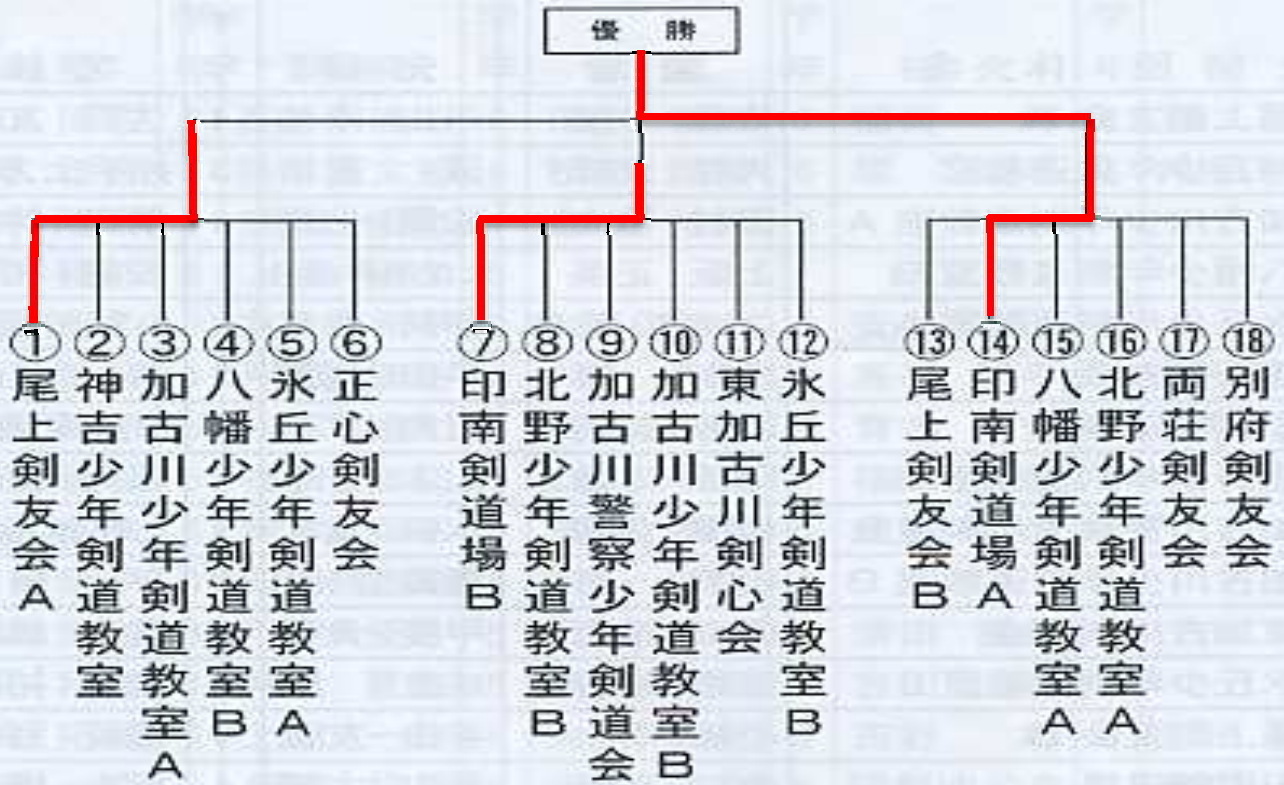 優勝
①尾上剣友会A
②神吉少年剣道教室
③加古川少年剣道教室A
④八幡少年剣道教室B
⑤氷丘少年剣道教室A
⑥正心剣友会
⑦印南剣道場B
⑧北野少年剣道教室B
⑨加古川警察少年剣道会
⑩加古川少年剣道教室B
⑪東加古川剣心会
⑫氷丘少年剣道教室B
⑬尾上剣友会B
⑭印南剣道場A
⑮八幡少年剣道教室A
⑯北野少年剣道教室A
⑰両荘剣友会
⑱別府剣友会